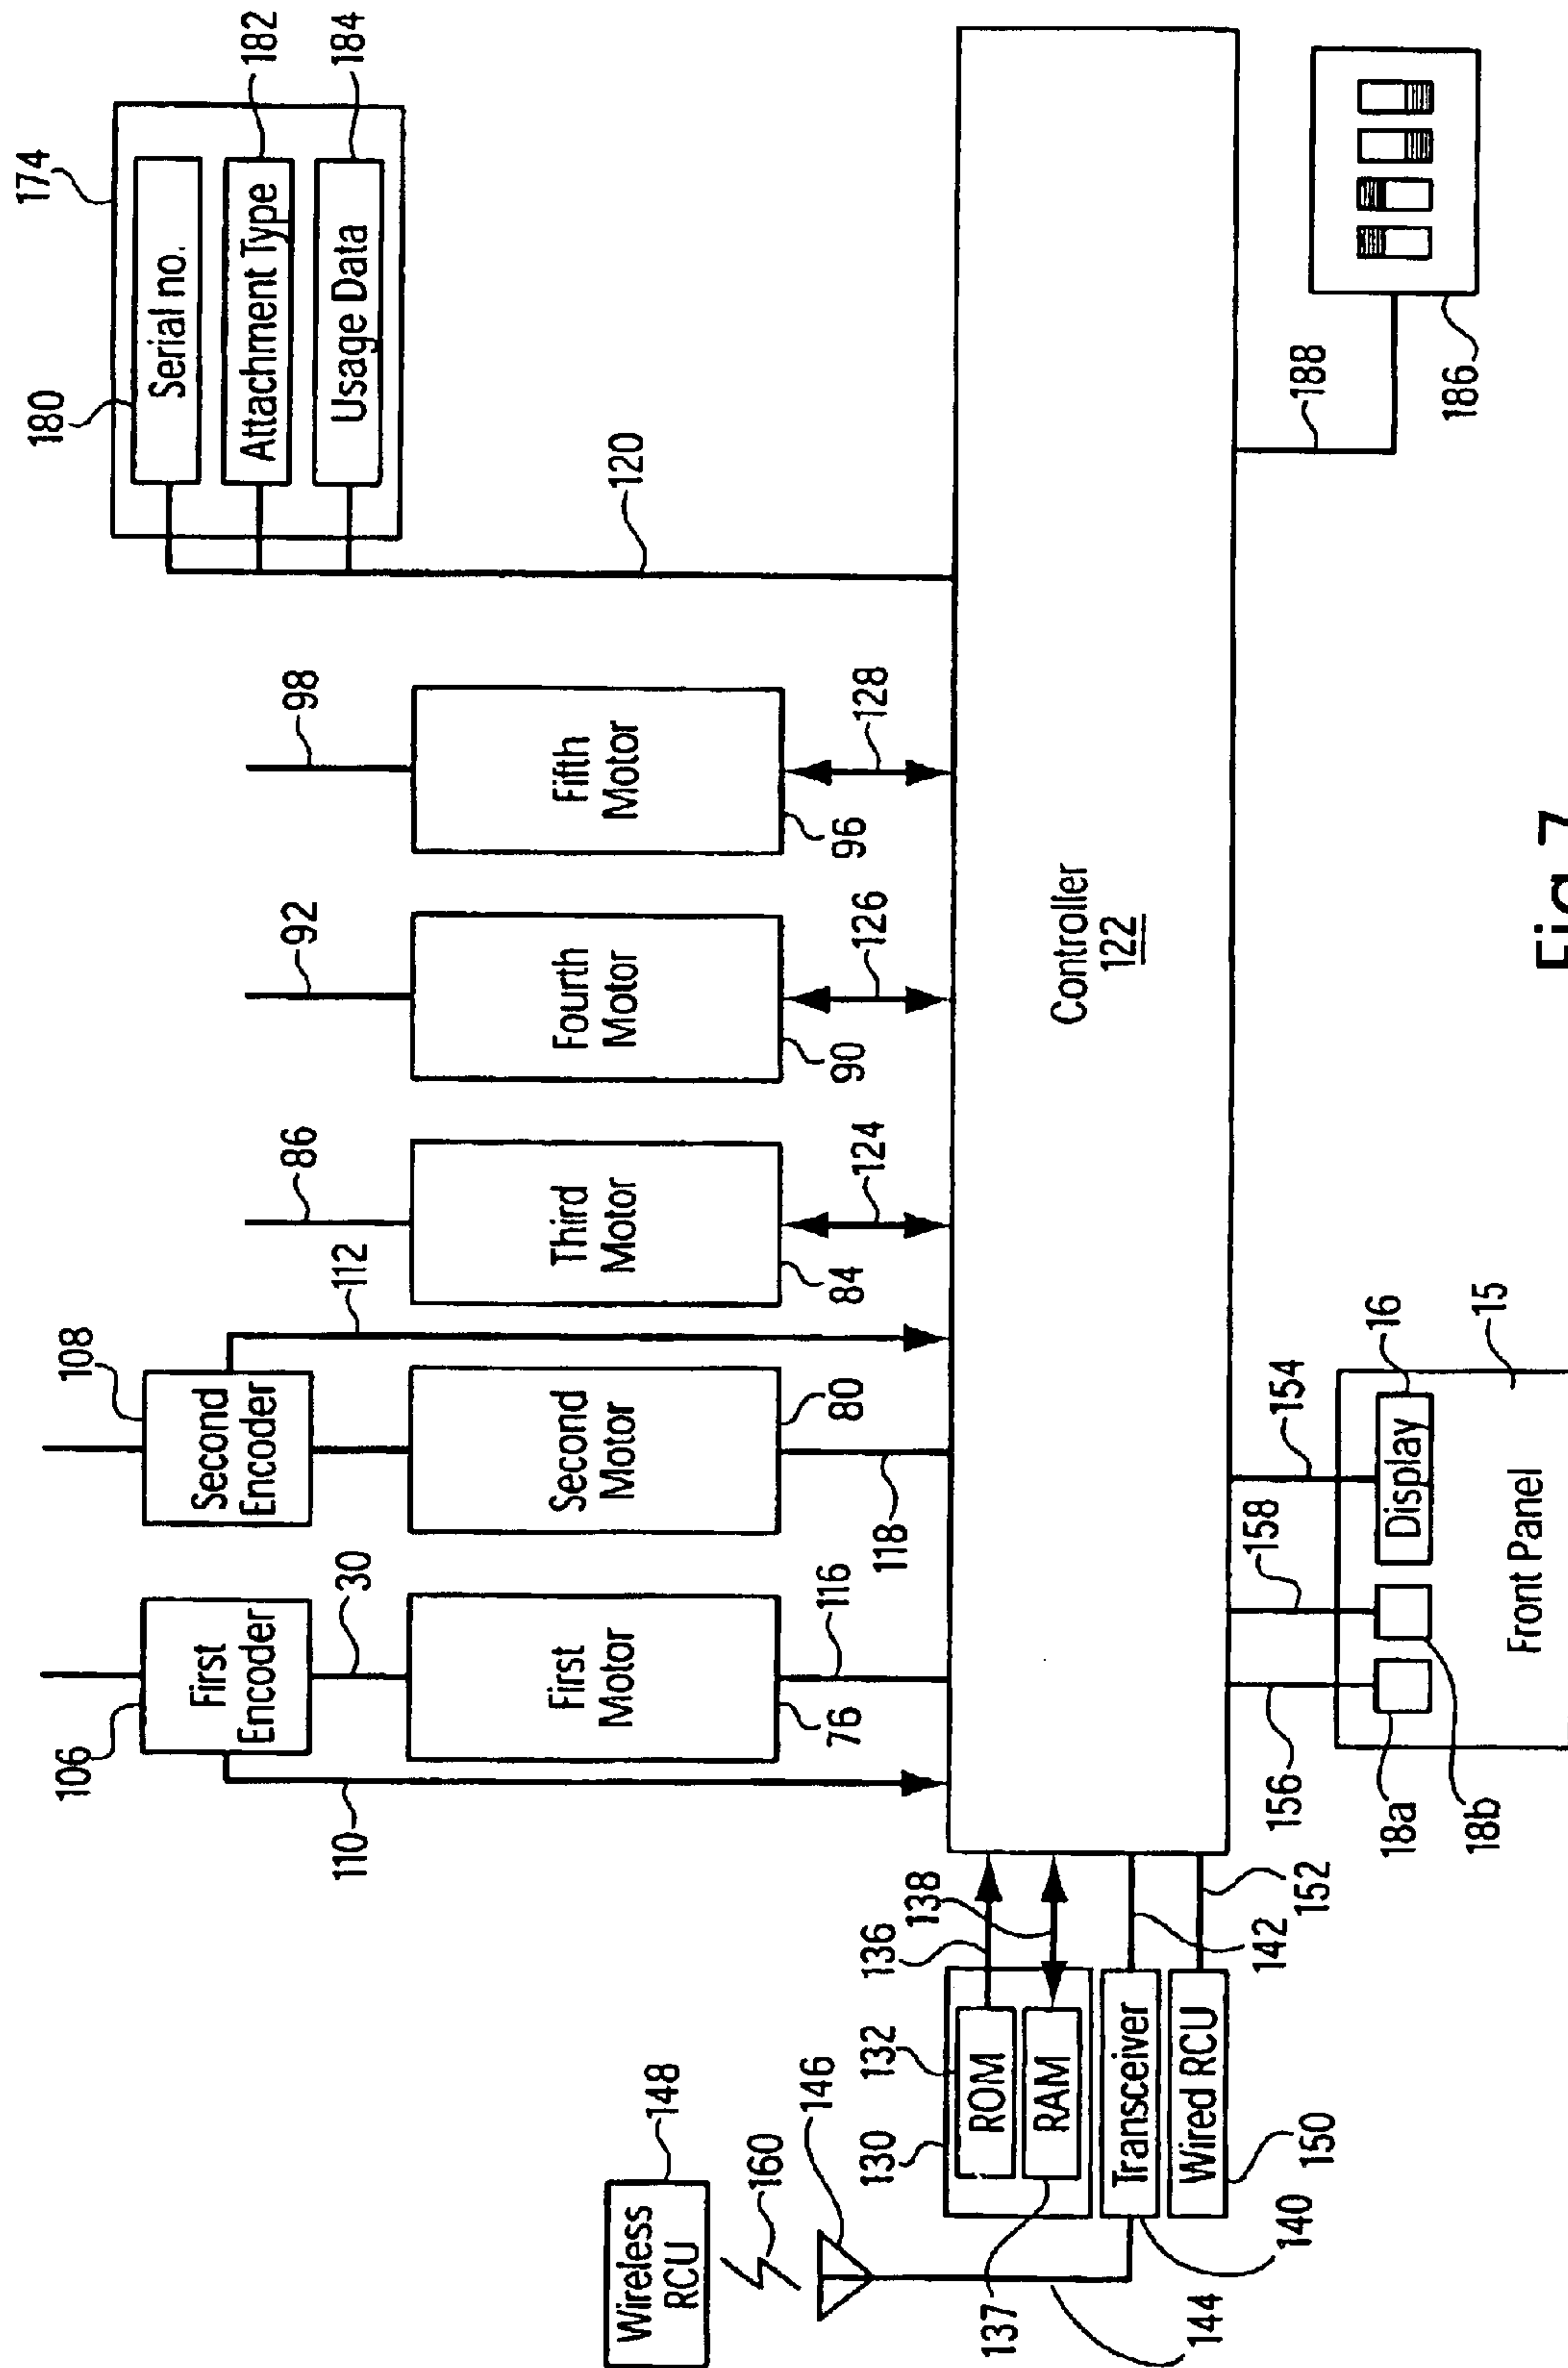 174
180
Serial no.
182
Attachment Type
184
Usage Data
120
108
Second
Encoder
112
106
First
Encoder
110
30
86
92
98
First
Motor
76
116
Second
Motor
80
118
Third
Motor
84
124
Fourth
Motor
90
126
Fifth
Motor
96
128
Wireless
RCU
148
160
146
130
132
136
138
ROM
RAM
137
Transceiver
Wired RCU
144
140
150
142
152
Controller
122
156
158
154
188
186
18a
18b
Display
16
15
Front Panel
Fig.7